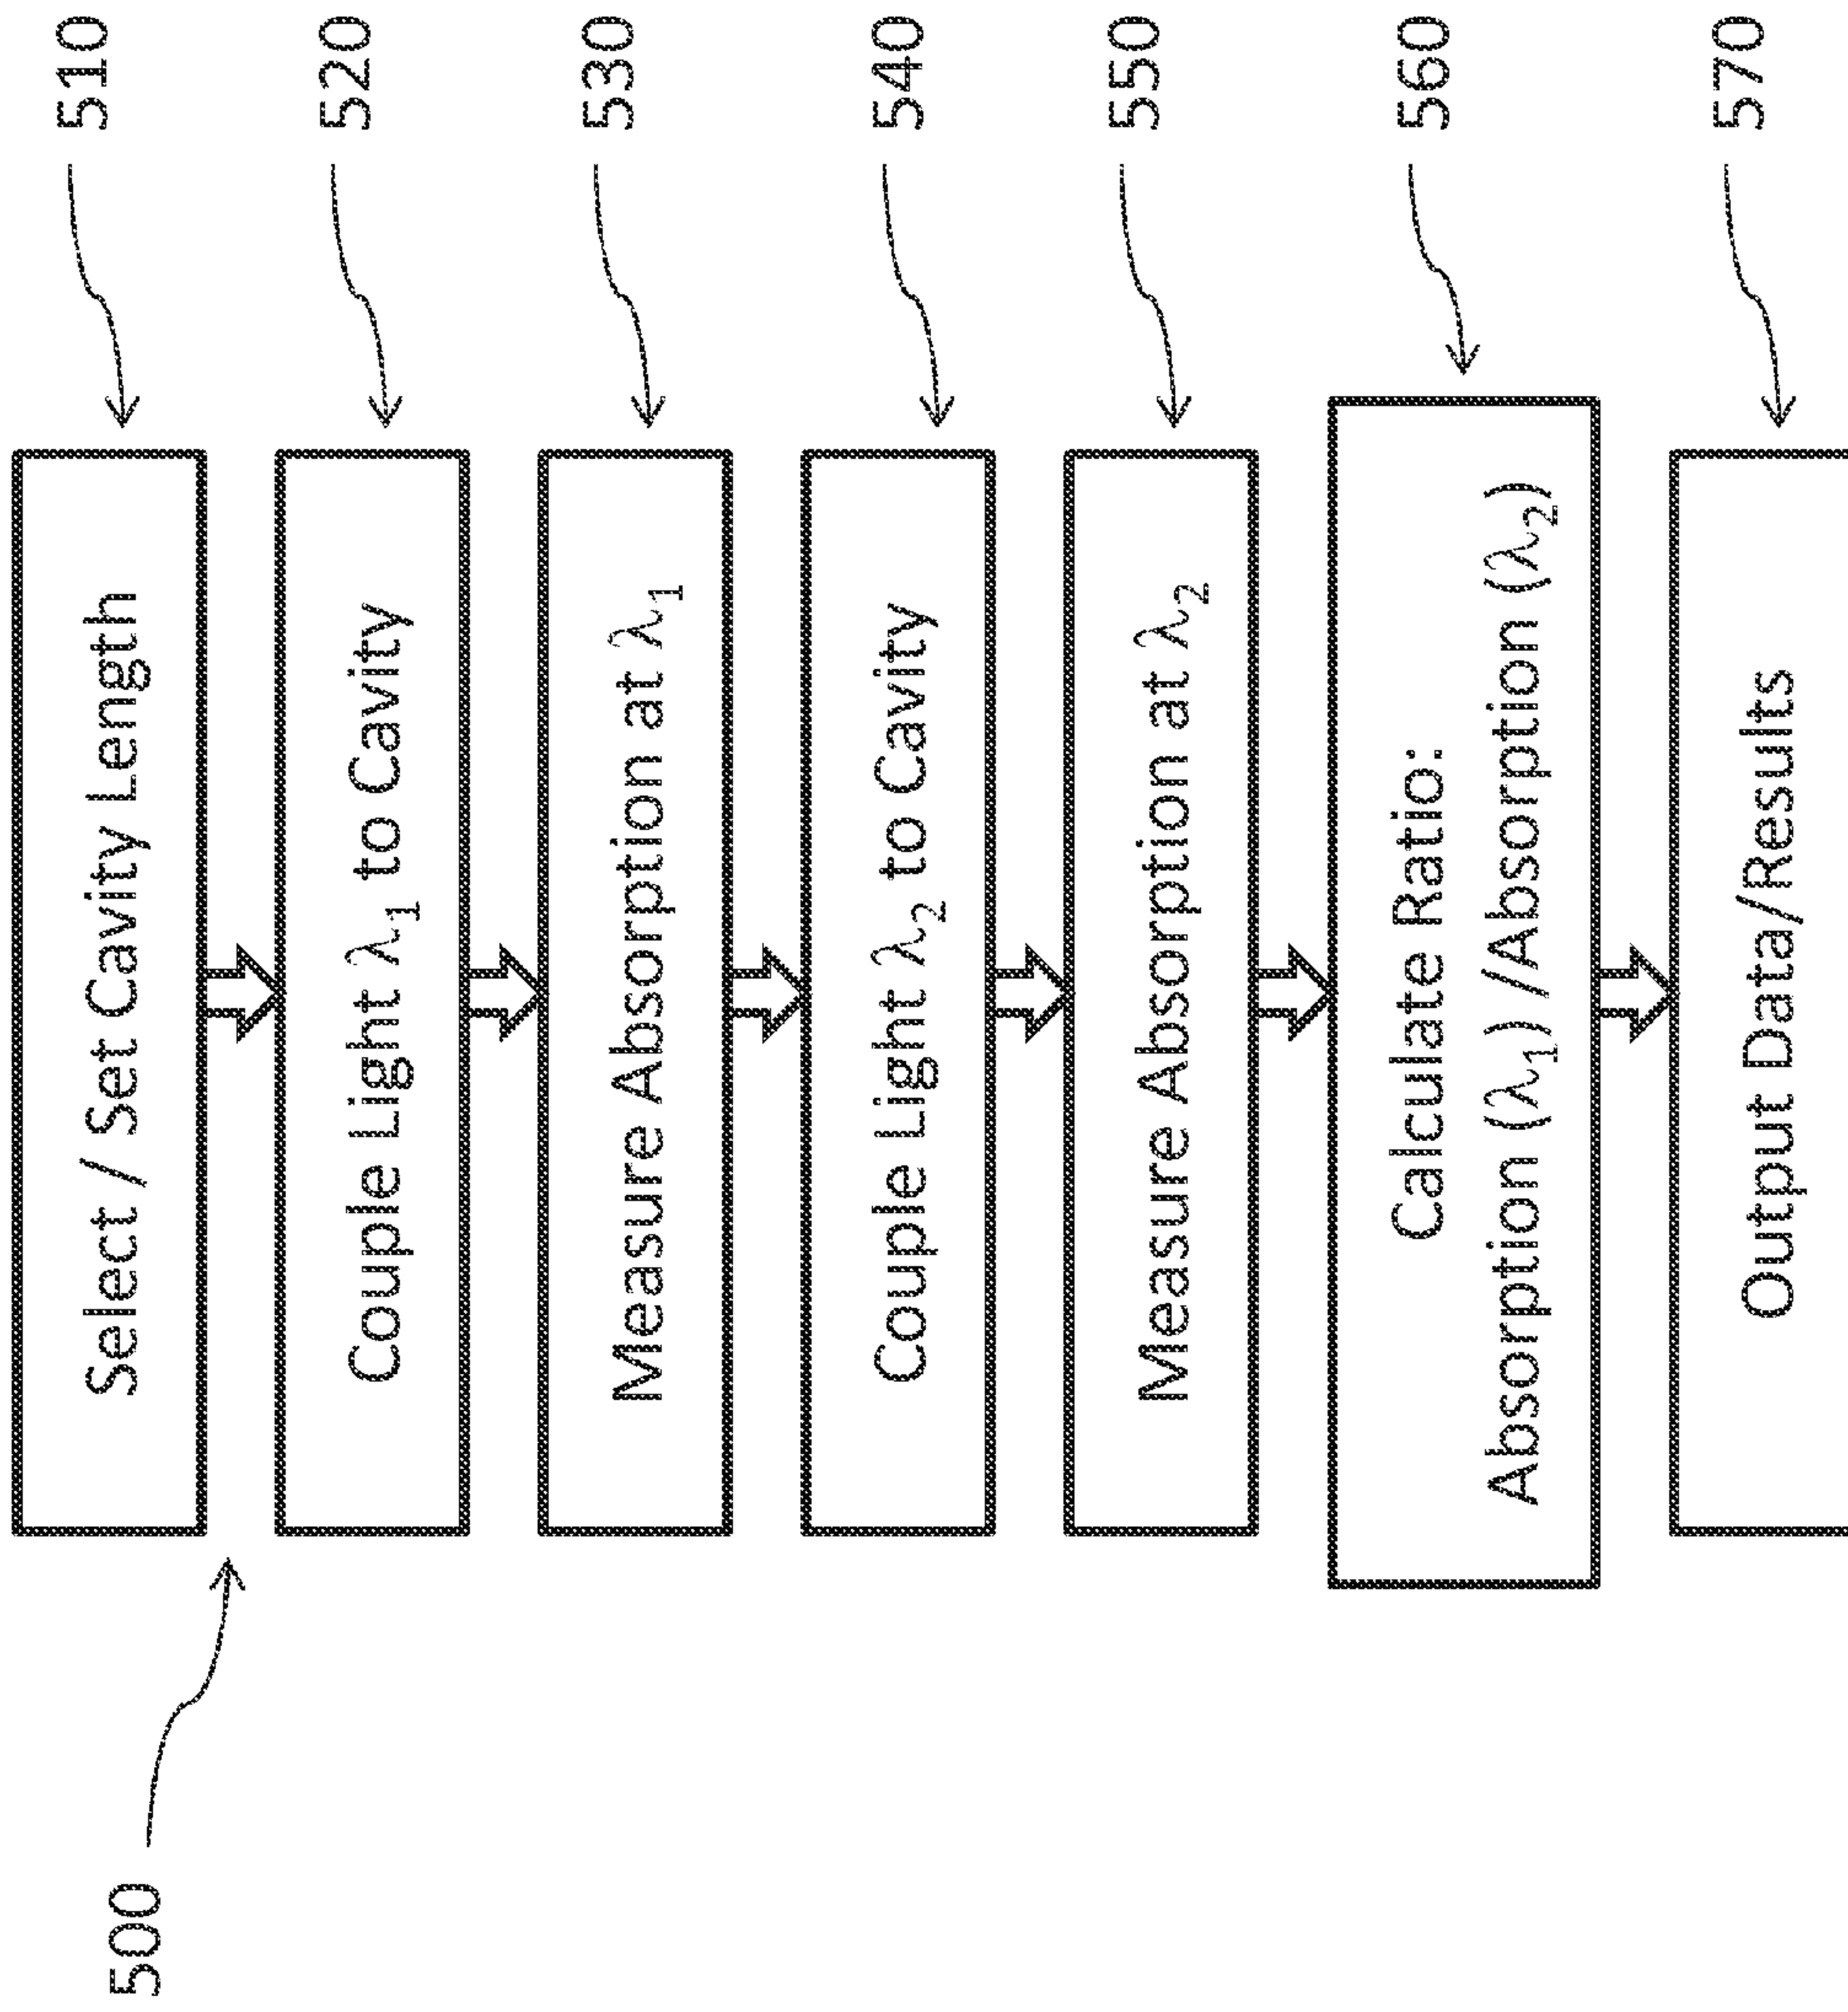 500
Select / Set Cavity Length
510
Couple Light λ₁ to Cavity
520
Measure Absorption at λ₁
530
Couple Light λ₂ to Cavity
540
Measure Absorption at λ₂
550
Calculate Ratio:
Absorption (λ₁) /Absorption (λ₂)
560
Output Data/Results
570